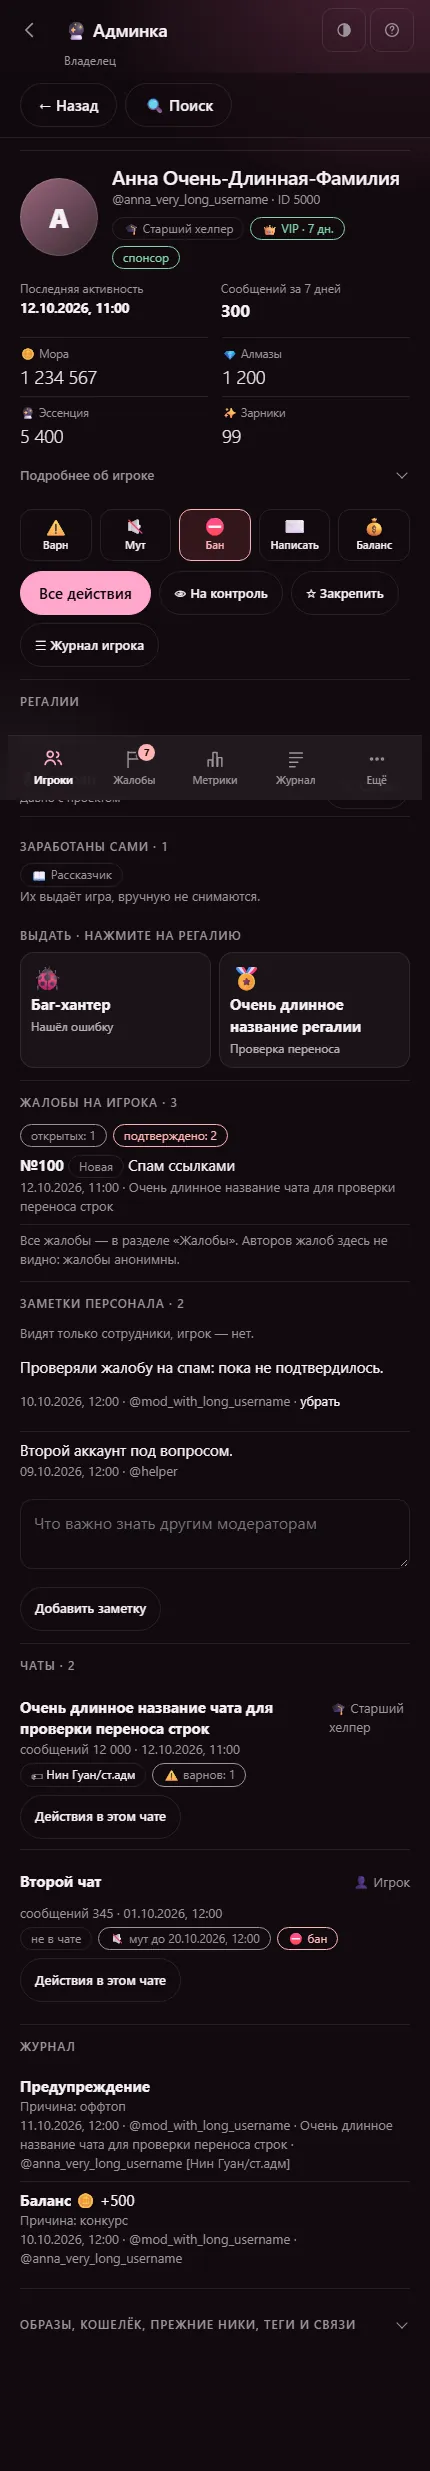 Админка
Владелец
← Назад
Поиск
А
Анна Очень-Длинная-Фамилия
@anna_very_long_username · ID 5000
Старший хелпер
VIP · 7 дн.
спонсор
Последняя активность
12.10.2026, 11:00
Сообщений за 7 дней
300
Мора
1 234 567
Алмазы
1 200
Эссенция
5 400
Зарники
99
Подробнее об игроке
Варн
Мут
Бан
Написать
Баланс
Все действия
На контроль
☆ Закрепить
☰ Журнал игрока
РЕГАЛИИ
Игроки
7
Жалобы
Метрики
Журнал
Ещё
Давно с проектом
ЗАРАБОТАНЫ САМИ · 1
Рассказчик
Их выдаёт игра, вручную не снимаются.
ВЫДАТЬ · НАЖМИТЕ НА РЕГАЛИЮ
Баг-хантер
Нашёл ошибку
Очень длинное
название регалии
Проверка переноса
ЖАЛОБЫ НА ИГРОКА · 3
открытых: 1
подтверждено: 2
№100 Новая Спам ссылками
12.10.2026, 11:00 · Очень длинное название чата для проверки
переноса строк
Все жалобы — в разделе «Жалобы». Авторов жалоб здесь не
видно: жалобы анонимны.
ЗАМЕТКИ ПЕРСОНАЛА · 2
Видят только сотрудники, игрок — нет.
Проверяли жалобу на спам: пока не подтвердилось.
10.10.2026, 12:00 · @mod_with_long_username · убрать
Второй аккаунт под вопросом.
09.10.2026, 12:00 · @helper
Что важно знать другим модераторам
Добавить заметку
ЧАТЫ · 2
Очень длинное название чата для
проверки переноса строк
Старший
хелпер
сообщений 12 000 · 12.10.2026, 11:00
Нин Гуан/ст.адм
варнов: 1
Действия в этом чате
Второй чат
Игрок
сообщений 345 · 01.10.2026, 12:00
не в чате
мут до 20.10.2026, 12:00
бан
Действия в этом чате
ЖУРНАЛ
Предупреждение
Причина: оффтоп
11.10.2026, 12:00 · @mod_with_long_username · Очень длинное
название чата для проверки переноса строк ·
@anna_very_long_username [Нин Гуан/ст.адм]
Баланс +500
Причина: конкурс
10.10.2026, 12:00 · @mod_with_long_username ·
@anna_very_long_username
ОБРАЗЫ, КОШЕЛЁК, ПРЕЖНИЕ НИКИ, ТЕГИ И СВЯЗИ